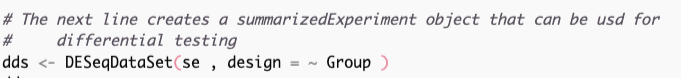 # The next line creates a summarizedExperiment object that can be usd for
#     differential testing
dds <- DESeqDataSet(se , design = ~ Group )